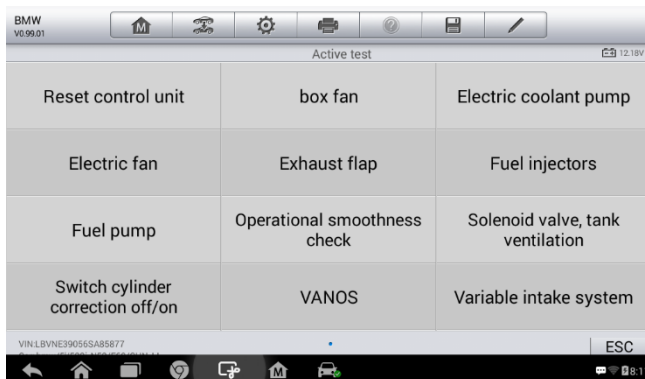 BMW
V0.99.01
Active test
12.18V
Reset control unit
box fan
Electric coolant pump
Electric fan
Exhaust flap
Fuel injectors
Fuel pump
Operational smoothness
check
Solenoid valve, tank
ventilation
Switch cylinder
correction off/on
VANOS
Variable intake system
VIN:LBVNE39056SA85877
ESC
8:1